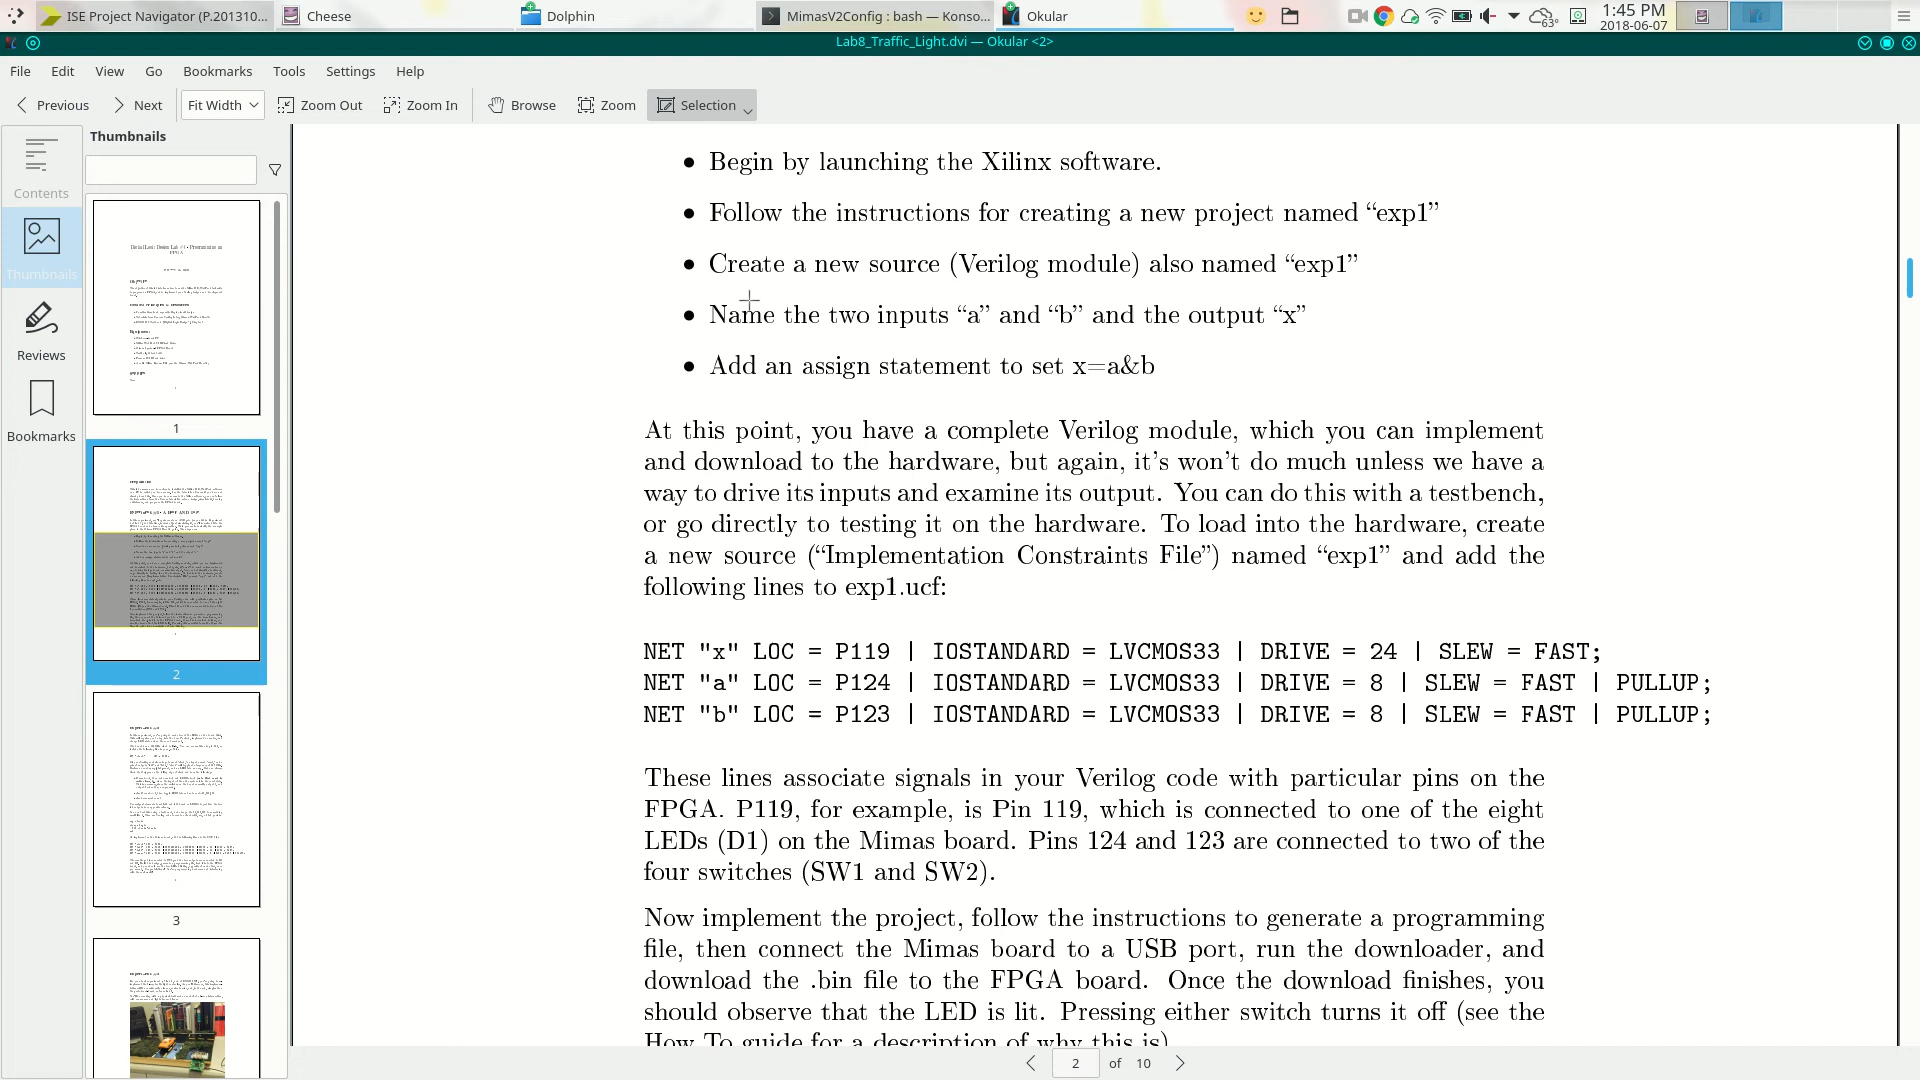 ISE Project Navigator (P.201310...
Cheese
Dolphin
MimasV2Config : bash — Konso...
Okular
63°
1:45 PM
2018-06-07
Lab8_Traffic_Light.dvi — Okular <2>
File Edit View Go Bookmarks Tools Settings Help
Previous Next Fit Width Zoom Out Zoom In Browse Zoom Selection
Contents
Thumbnails
Reviews
Bookmarks
Thumbnails
1
2
3
• Begin by launching the Xilinx software.
• Follow the instructions for creating a new project named “exp1”
• Create a new source (Verilog module) also named “exp1”
• Name the two inputs “a” and “b” and the output “x”
• Add an assign statement to set x=a&b
At this point, you have a complete Verilog module, which you can implement
and download to the hardware, but again, it’s won’t do much unless we have a
way to drive its inputs and examine its output. You can do this with a testbench,
or go directly to testing it on the hardware. To load into the hardware, create
a new source (“Implementation Constraints File”) named “exp1” and add the
following lines to exp1.ucf:
NET "x" LOC = P119 | IOSTANDARD = LVCMOS33 | DRIVE = 24 | SLEW = FAST;
NET "a" LOC = P124 | IOSTANDARD = LVCMOS33 | DRIVE = 8 | SLEW = FAST | PULLUP;
NET "b" LOC = P123 | IOSTANDARD = LVCMOS33 | DRIVE = 8 | SLEW = FAST | PULLUP;
These lines associate signals in your Verilog code with particular pins on the
FPGA. P119, for example, is Pin 119, which is connected to one of the eight
LEDs (D1) on the Mimas board. Pins 124 and 123 are connected to two of the
four switches (SW1 and SW2).
Now implement the project, follow the instructions to generate a programming
file, then connect the Mimas board to a USB port, run the downloader, and
download the .bin file to the FPGA board. Once the download finishes, you
should observe that the LED is lit. Pressing either switch turns it off (see the
How To guide for a description of why this is)
2 of 10